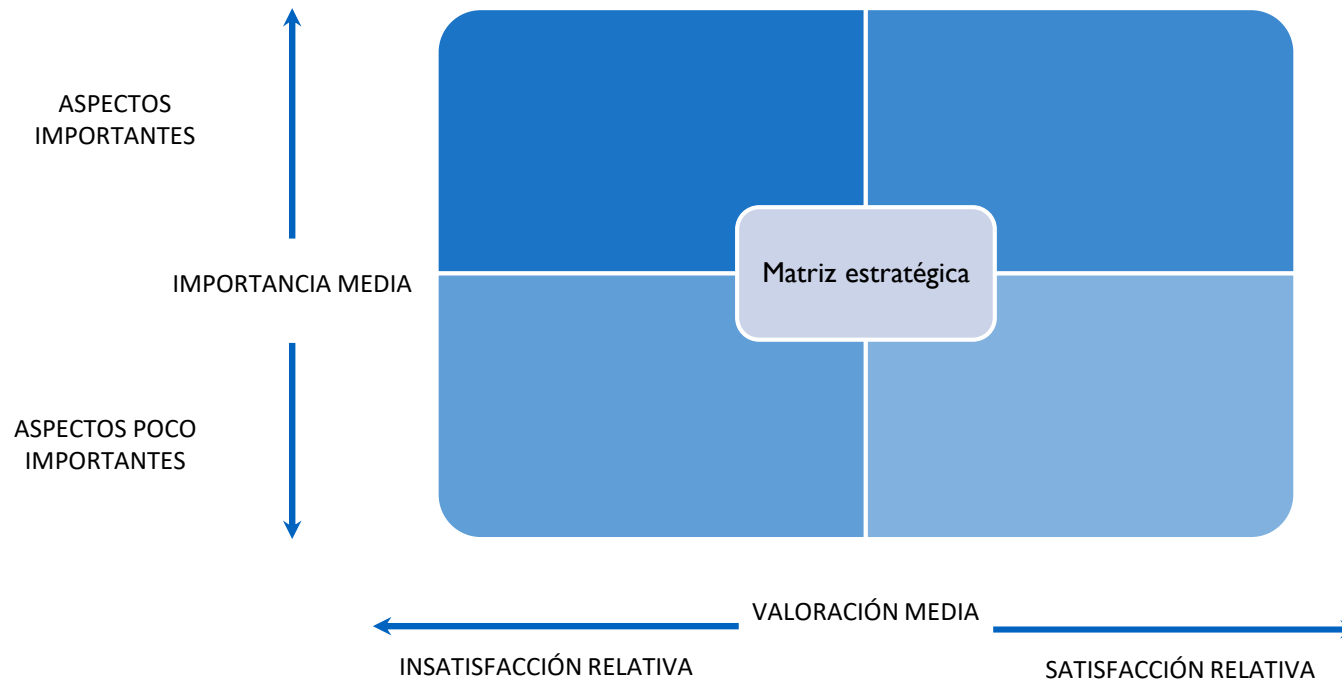 ASPECTOS
IMPORTANTES
IMPORTANCIA MEDIA
Matriz estratégica
ASPECTOS POCO
IMPORTANTES
VALORACIÓN MEDIA
INSATISFACCIÓN RELATIVA
SATISFACCIÓN RELATIVA